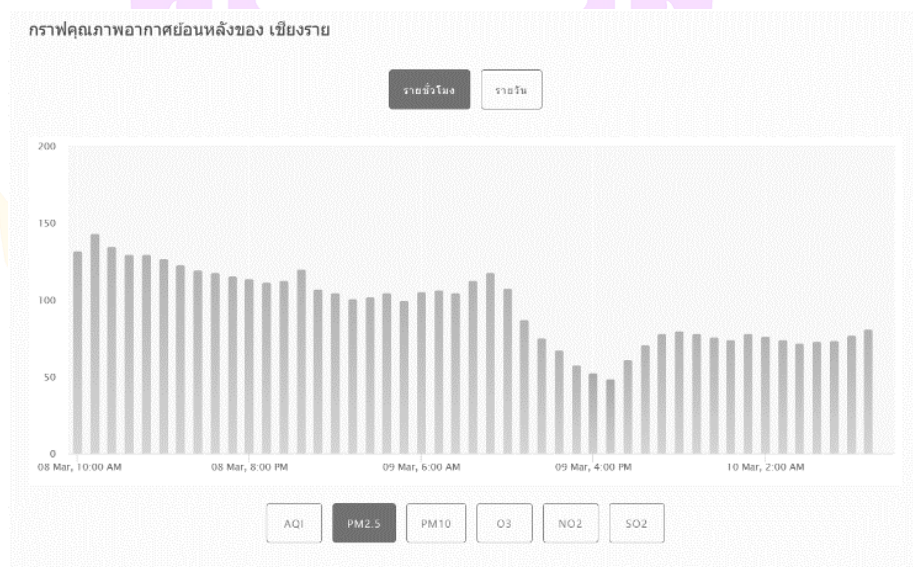 กราฟคุณภาพอากาศย้อนหลังของ เชียงราย
รายชั่วโมง รายวัน
200
150
100
50
0
08 Mar, 10:00 AM 08 Mar, 8:00 PM 09 Mar, 6:00 AM 09 Mar, 4:00 PM 10 Mar, 2:00 AM
AQI PM2.5 PM10 O3 NO2 SO2